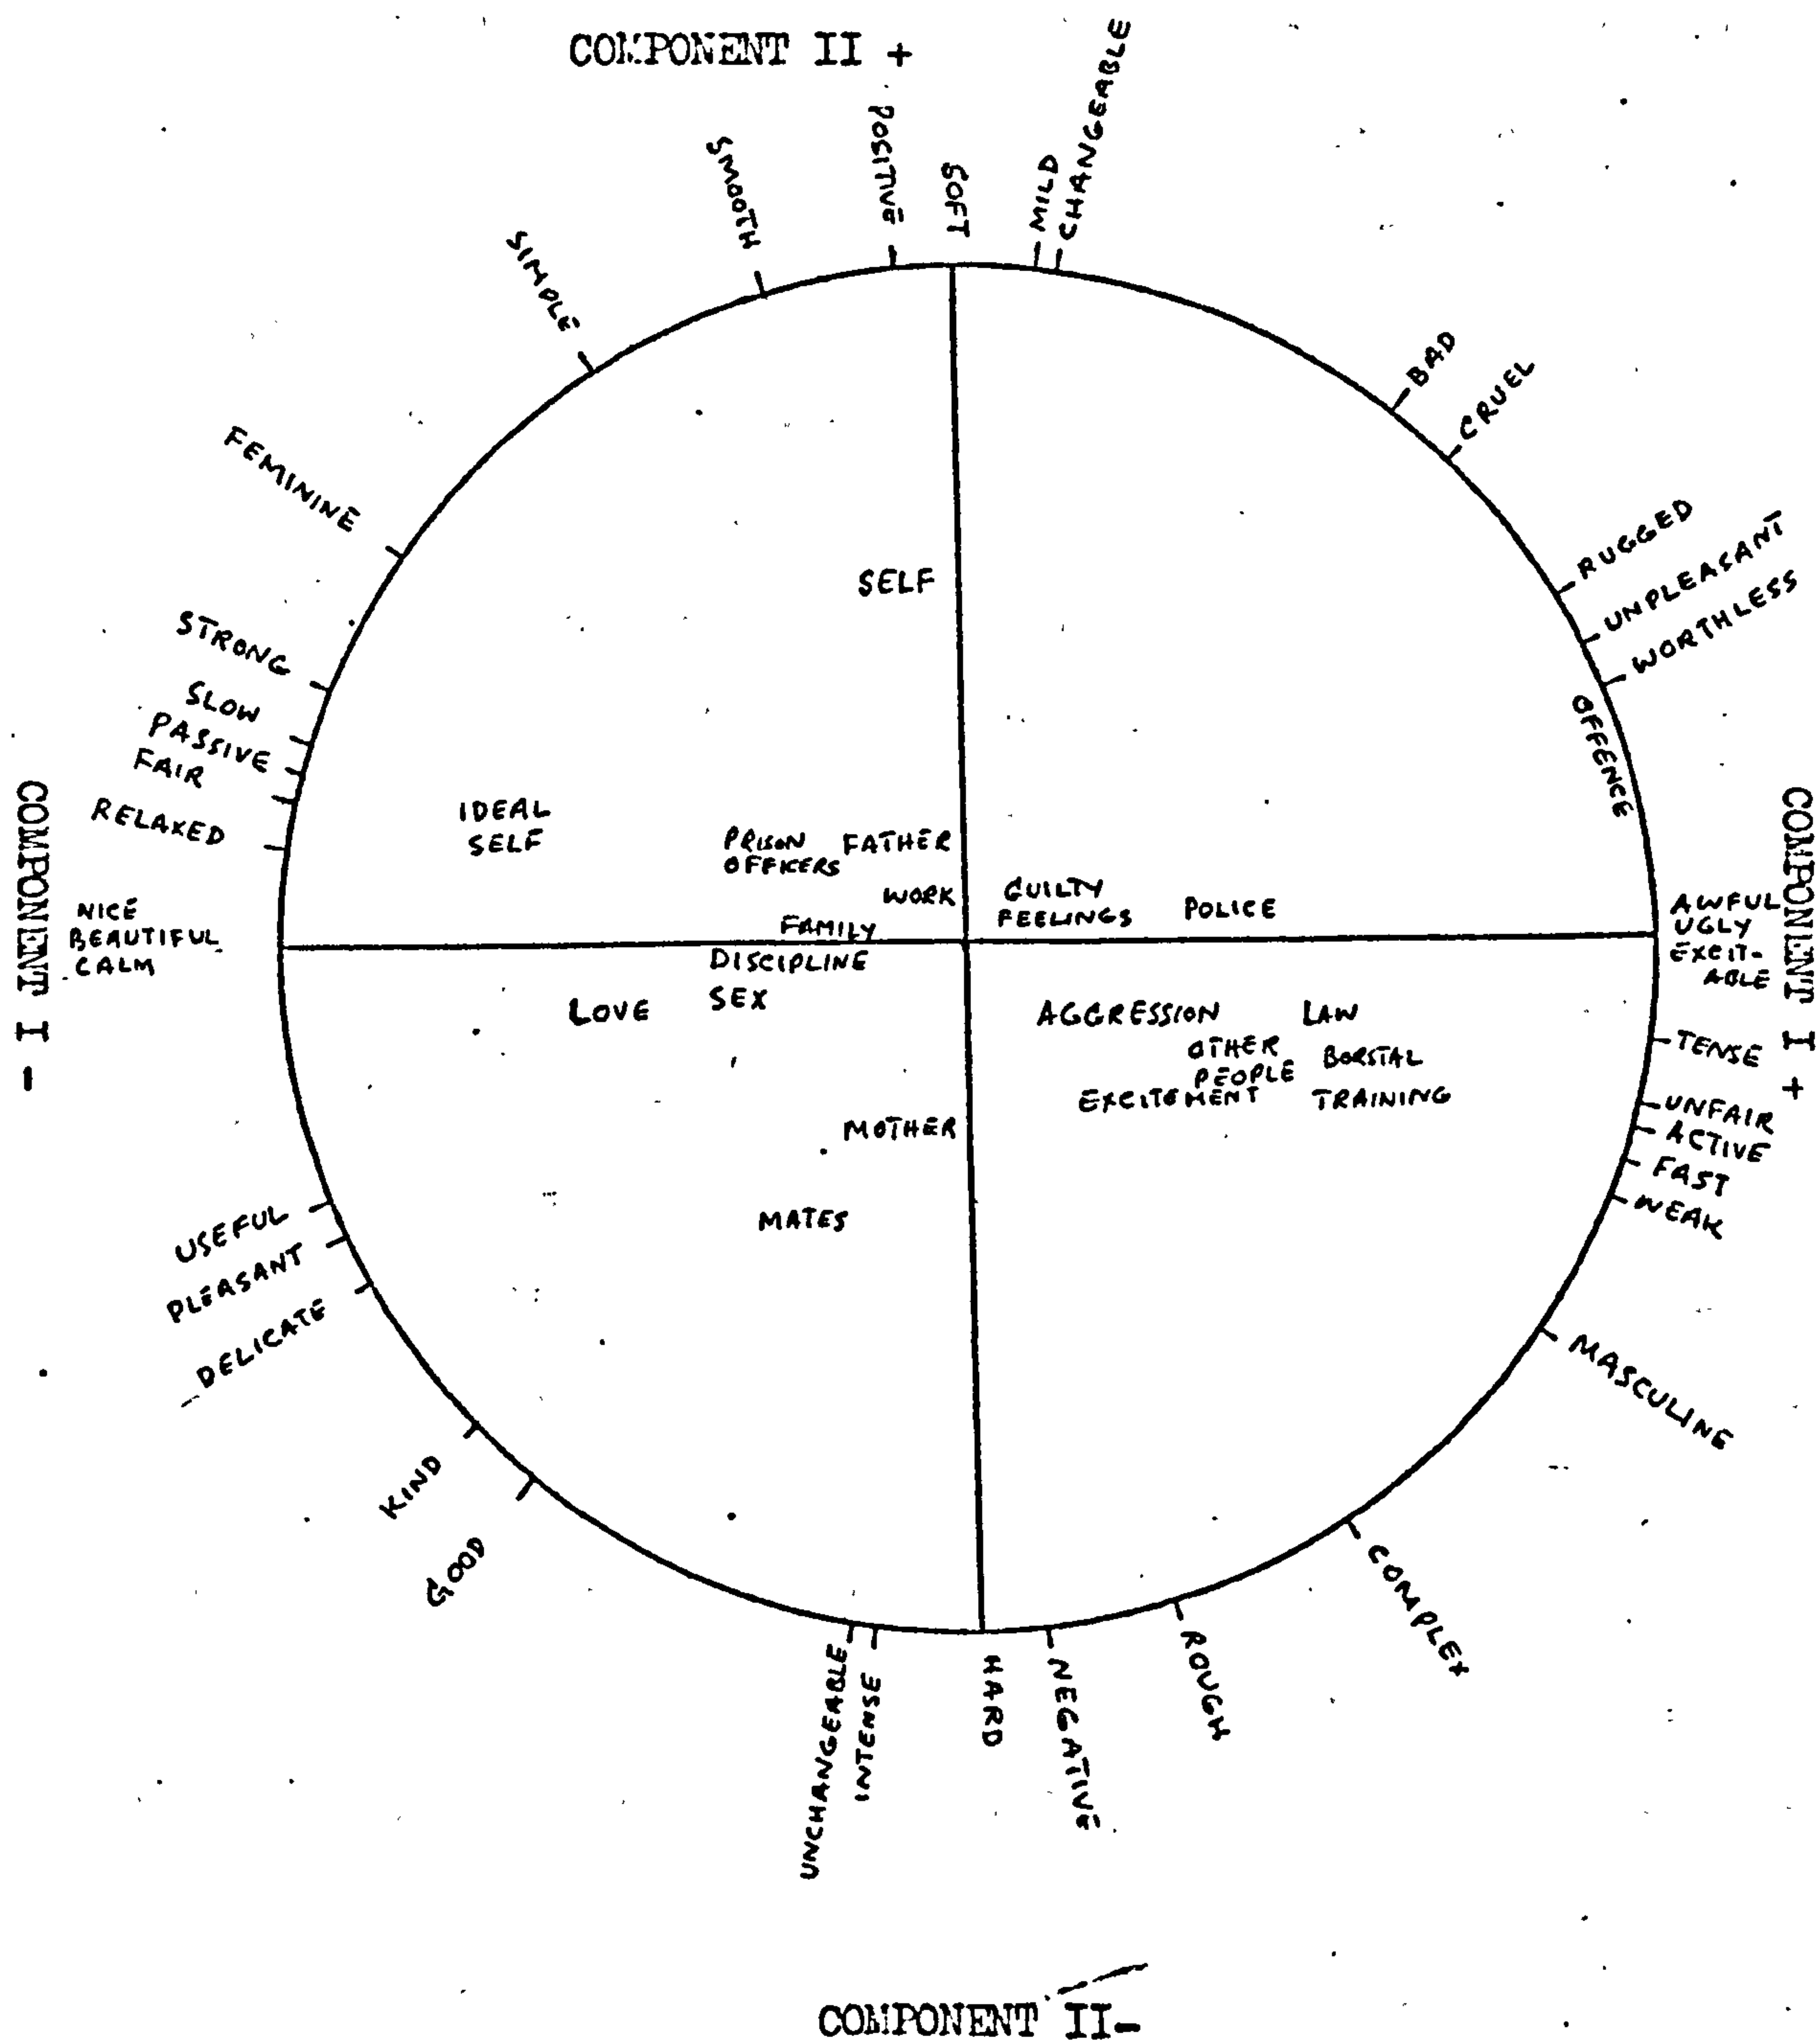 COMPONENT II +
CHANGEABLE
MILD
SOFT
POSITIVE
SMOOTH
SIMPLE
FEMININE
STRONG
SLOW
PASSIVE
FAIR
RELAXED
BAD
CRUEL
RUGGED
UNPLEASANT
WORTHLESS
OFFENCE
SELF
IDEAL
SELF
PRISON
OFFICERS
FATHER
WORK
FAMILY
GUILTY
FEELINGS
POLICE
COMPONENT I -
NICE
BEAUTIFUL
CALM
AWFUL
UGLY
EXCIT-
ABLE
COMPONENT I +
DISCIPLINE
SEX
LOVE
AGGRESSION
LAW
OTHER
PEOPLE
BORSTAL
TRAINING
EXCITEMENT
MOTHER
MATES
TENSE
UNFAIR
ACTIVE
FAST
WEAK
MASCULINE
COMPLEX
ROUGH
NEGATIVE
HARD
INTENSE
UNCHANGEABLE
GOOD
KIND
DELICATE
PLEASANT
USEFUL
COMPONENT II-